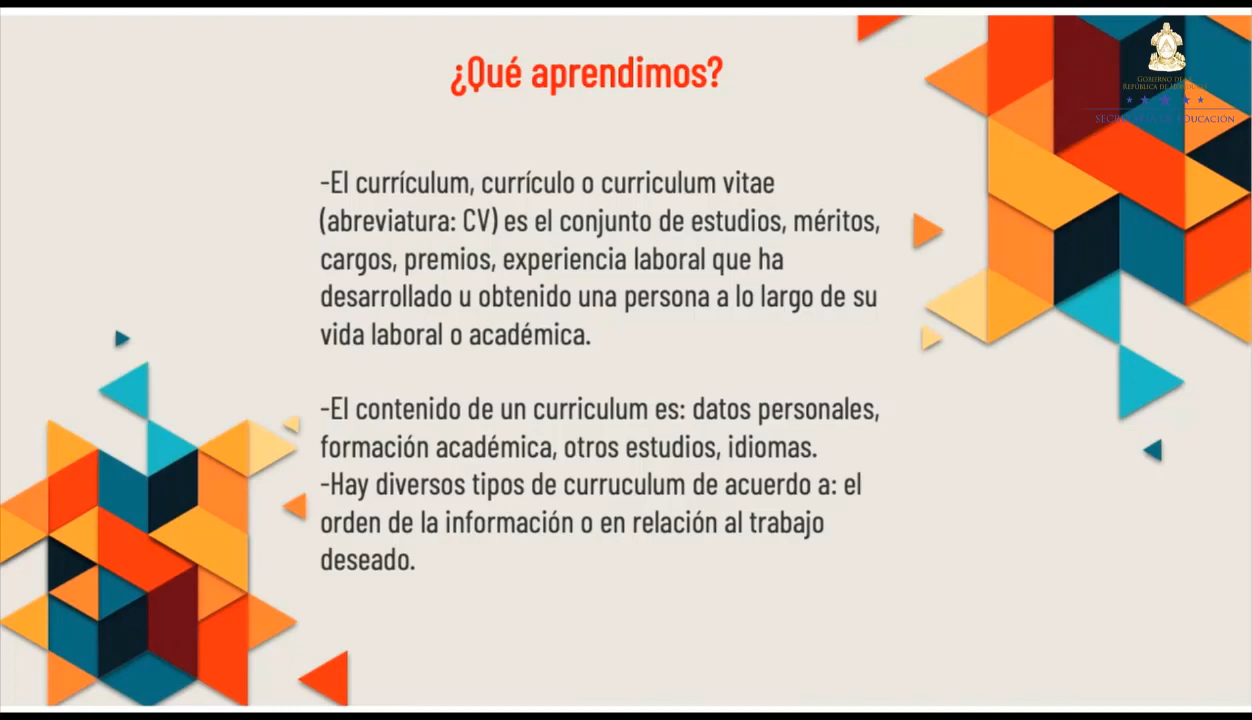 ¿Qué aprendimos?
GOBIERNO DE LA
REPÚBLICA DE HONDURAS
SECRETARÍA DE EDUCACIÓN
-El currículum, currículo o curriculum vitae
(abreviatura: CV) es el conjunto de estudios, méritos,
cargos, premios, experiencia laboral que ha
desarrollado u obtenido una persona a lo largo de su
vida laboral o académica.
-El contenido de un curriculum es: datos personales,
formación académica, otros estudios, idiomas.
-Hay diversos tipos de curruculum de acuerdo a: el
orden de la información o en relación al trabajo
deseado.